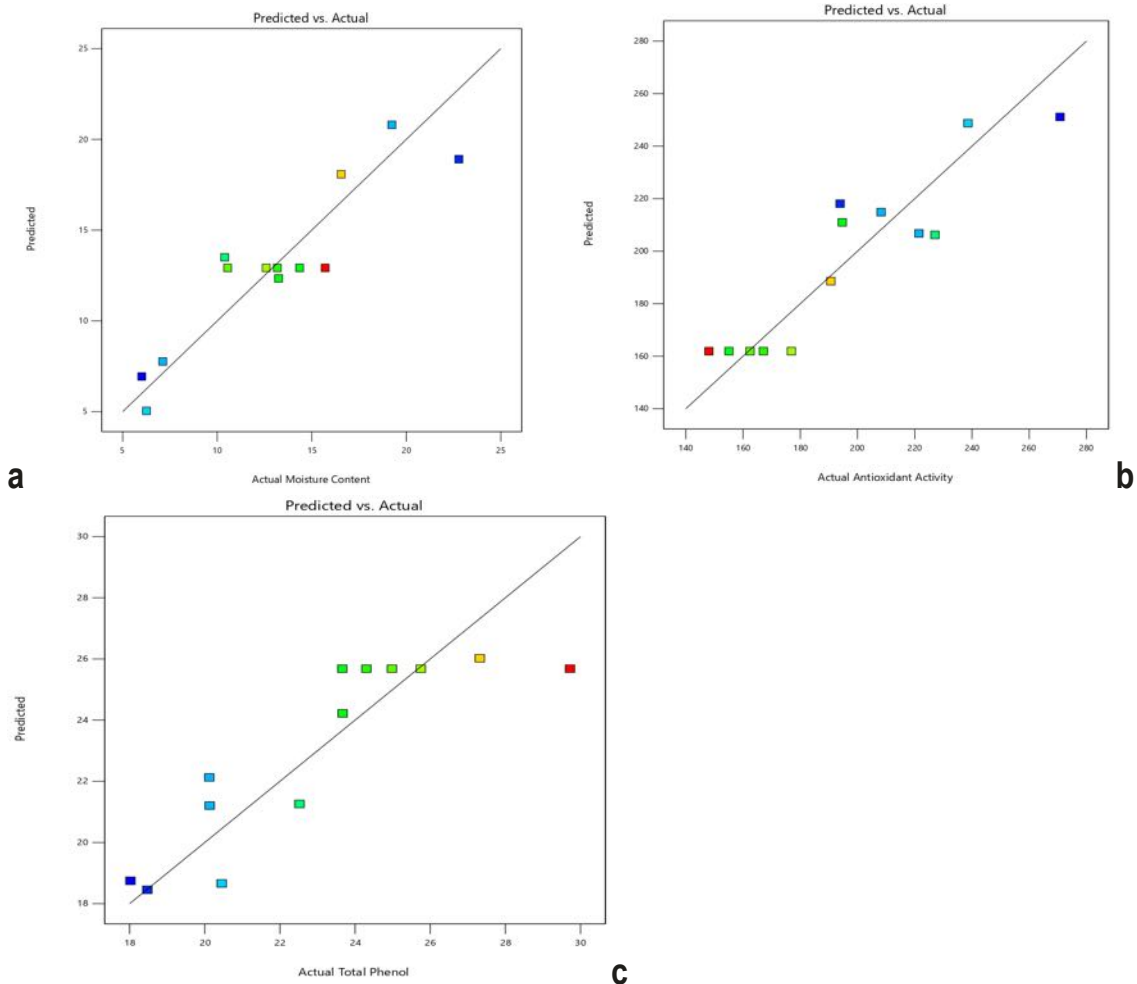 Predicted vs. Actual
25
20
15
10
5
Predicted
5 10 15 20 25
Actual Moisture Content
a
Predicted vs. Actual
280
260
240
220
200
180
160
140
Predicted
140 160 180 200 220 240 260 280
Actual Antioxidant Activity
b
Predicted vs. Actual
30
28
26
24
22
20
18
Predicted
18 20 22 24 26 28 30
Actual Total Phenol
c